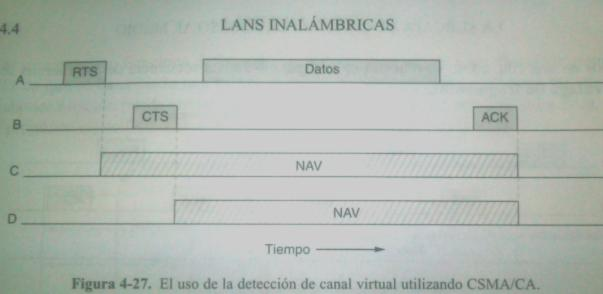 4.4 LANS INALÁMBRICAS
A RTS Datos
B CTS ACK
C NAV
D NAV
Tiempo
Figura 4-27. El uso de la detección de canal virtual utilizando CSMA/CA.